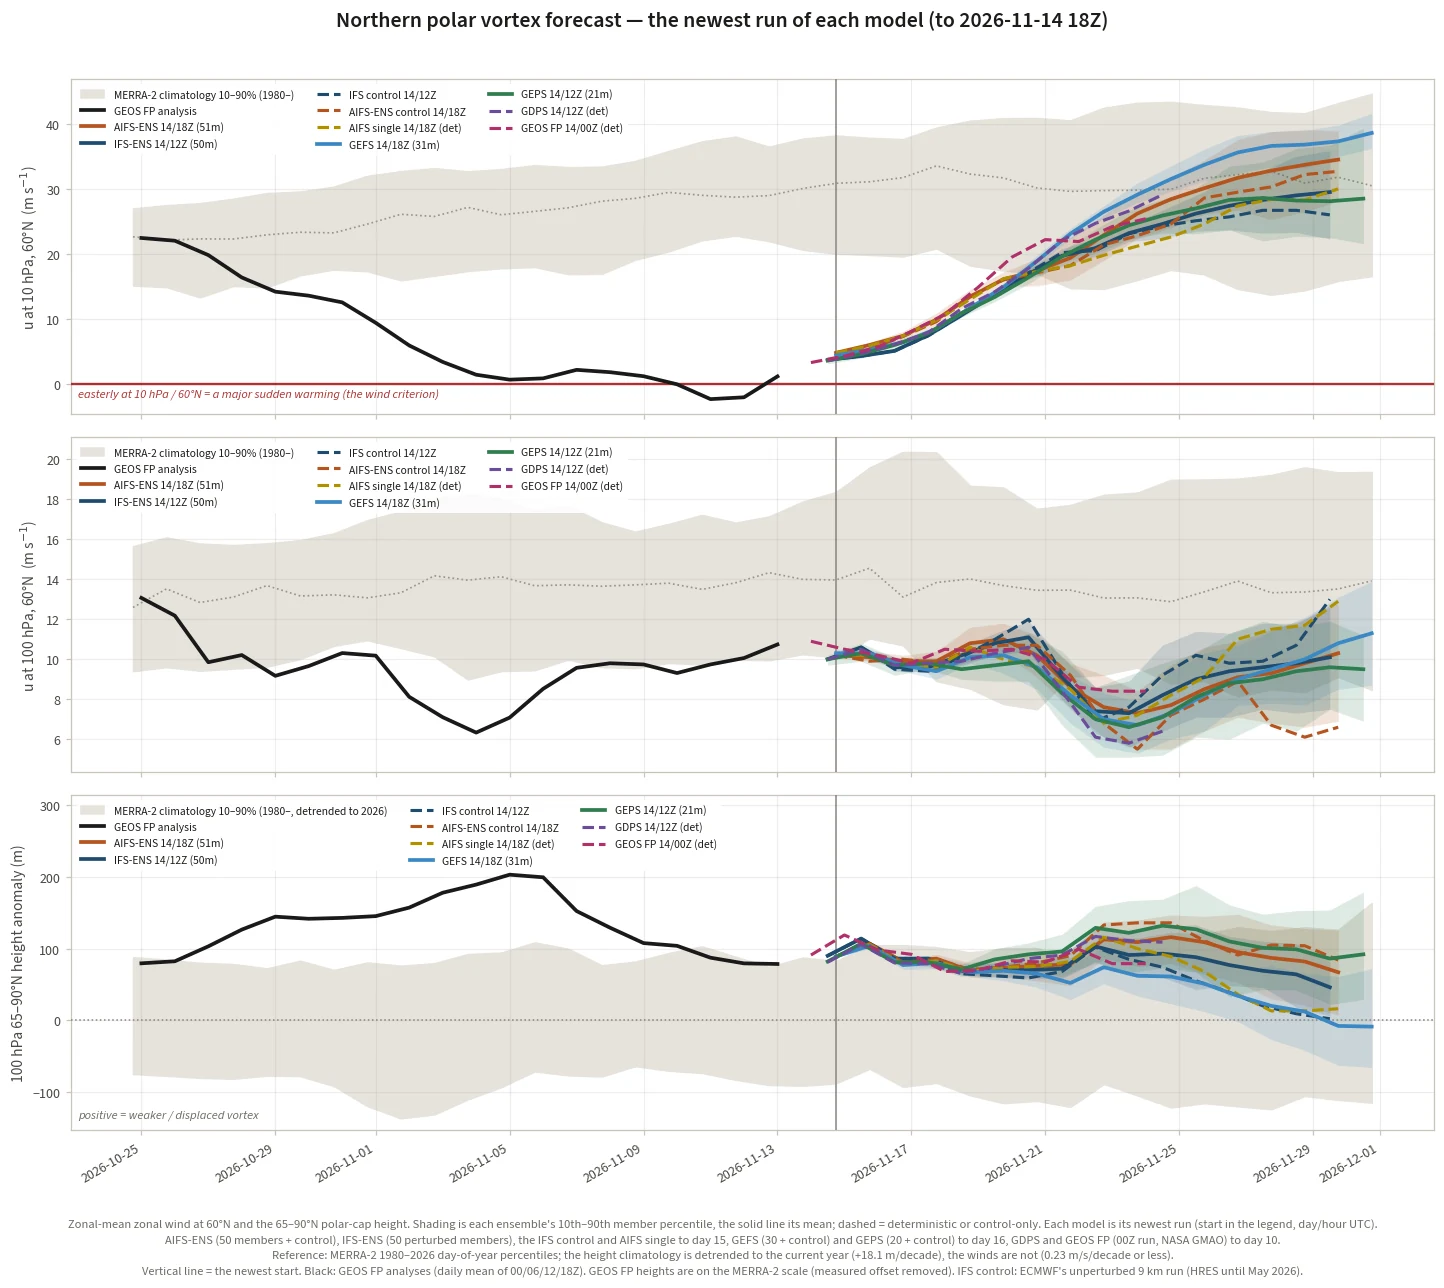 Northern polar vortex forecast — the newest run of each model (to 2026-11-14 18Z)
MERRA-2 climatology 10–90% (1980–)
GEOS FP analysis
AIFS-ENS 14/18Z (51m)
IFS-ENS 14/12Z (50m)
IFS control 14/12Z
AIFS-ENS control 14/18Z
AIFS single 14/18Z (det)
GEFS 14/18Z (31m)
GEPS 14/12Z (21m)
GDPS 14/12Z (det)
GEOS FP 14/00Z (det)
u at 10 hPa, 60°N (m s⁻¹)
40
30
20
10
0
easterly at 10 hPa / 60°N = a major sudden warming (the wind criterion)
MERRA-2 climatology 10–90% (1980–)
GEOS FP analysis
AIFS-ENS 14/18Z (51m)
IFS-ENS 14/12Z (50m)
IFS control 14/12Z
AIFS-ENS control 14/18Z
AIFS single 14/18Z (det)
GEFS 14/18Z (31m)
GEPS 14/12Z (21m)
GDPS 14/12Z (det)
GEOS FP 14/00Z (det)
u at 100 hPa, 60°N (m s⁻¹)
20
18
16
14
12
10
8
6
MERRA-2 climatology 10–90% (1980–, detrended to 2026)
GEOS FP analysis
AIFS-ENS 14/18Z (51m)
IFS-ENS 14/12Z (50m)
IFS control 14/12Z
AIFS-ENS control 14/18Z
AIFS single 14/18Z (det)
GEFS 14/18Z (31m)
GEPS 14/12Z (21m)
GDPS 14/12Z (det)
GEOS FP 14/00Z (det)
100 hPa 65–90°N height anomaly (m)
300
200
100
0
−100
positive = weaker / displaced vortex
2026-10-25
2026-10-29
2026-11-01
2026-11-05
2026-11-09
2026-11-13
2026-11-17
2026-11-21
2026-11-25
2026-11-29
2026-12-01
Zonal-mean zonal wind at 60°N and the 65–90°N polar-cap height. Shading is each ensemble's 10th–90th member percentile, the solid line its mean; dashed = deterministic or control-only. Each model is its newest run (start in the legend, day/hour UTC).
AIFS-ENS (50 members + control), IFS-ENS (50 perturbed members), the IFS control and AIFS single to day 15, GEFS (30 + control) and GEPS (20 + control) to day 16, GDPS and GEOS FP (00Z run, NASA GMAO) to day 10.
Reference: MERRA-2 1980–2026 day-of-year percentiles; the height climatology is detrended to the current year (+18.1 m/decade), the winds are not (0.23 m/s/decade or less).
Vertical line = the newest start. Black: GEOS FP analyses (daily mean of 00/06/12/18Z). GEOS FP heights are on the MERRA-2 scale (measured offset removed). IFS control: ECMWF's unperturbed 9 km run (HRES until May 2026).